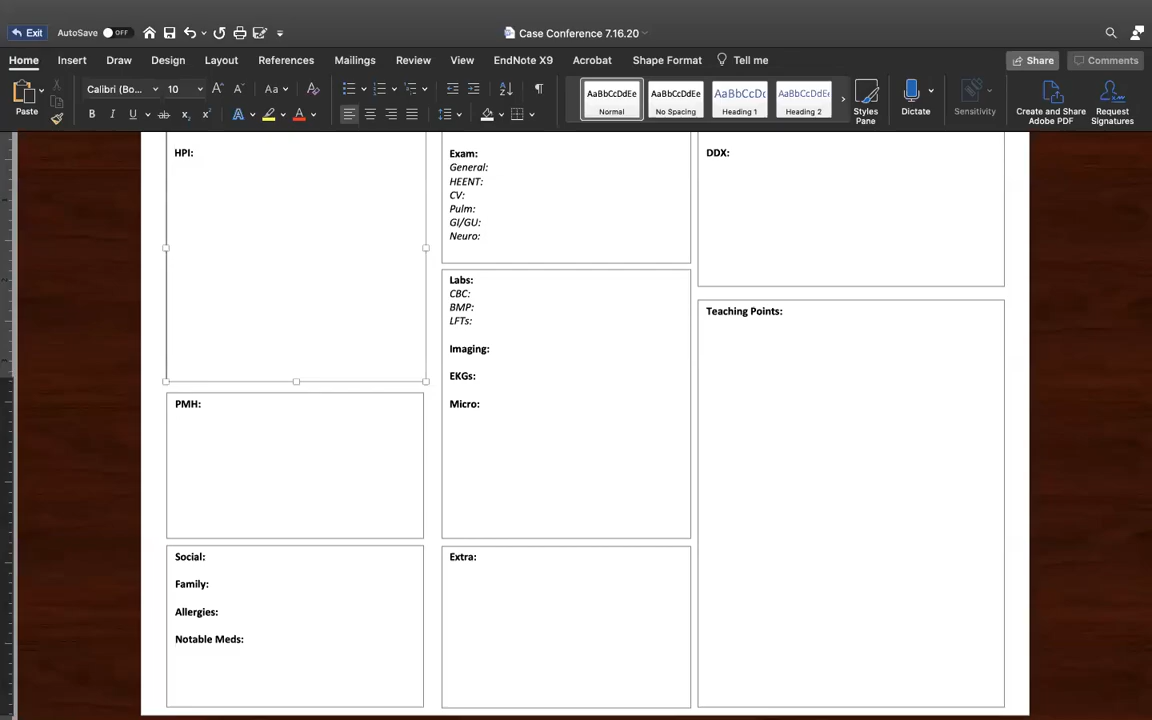 Exit
AutoSave OFF
Case Conference 7.16.20
Home Insert Draw Design Layout References Mailings Review View EndNote X9 Acrobat Shape Format Tell me
Share Comments
Paste
Calibri (Bo... 10
AaBbCcDdEe
Normal
AaBbCcDdEe
No Spacing
AaBbCcDc
Heading 1
AaBbCcDdEe
Heading 2
Styles
Pane
Dictate
Sensitivity
Create and Share
Adobe PDF
Request
Signatures
HPI:
PMH:
Social:
Family:
Allergies:
Notable Meds:
Exam:
General:
HEENT:
CV:
Pulm:
GI/GU:
Neuro:
Labs:
CBC:
BMP:
LFTs:
Imaging:
EKGs:
Micro:
Extra:
DDX:
Teaching Points: